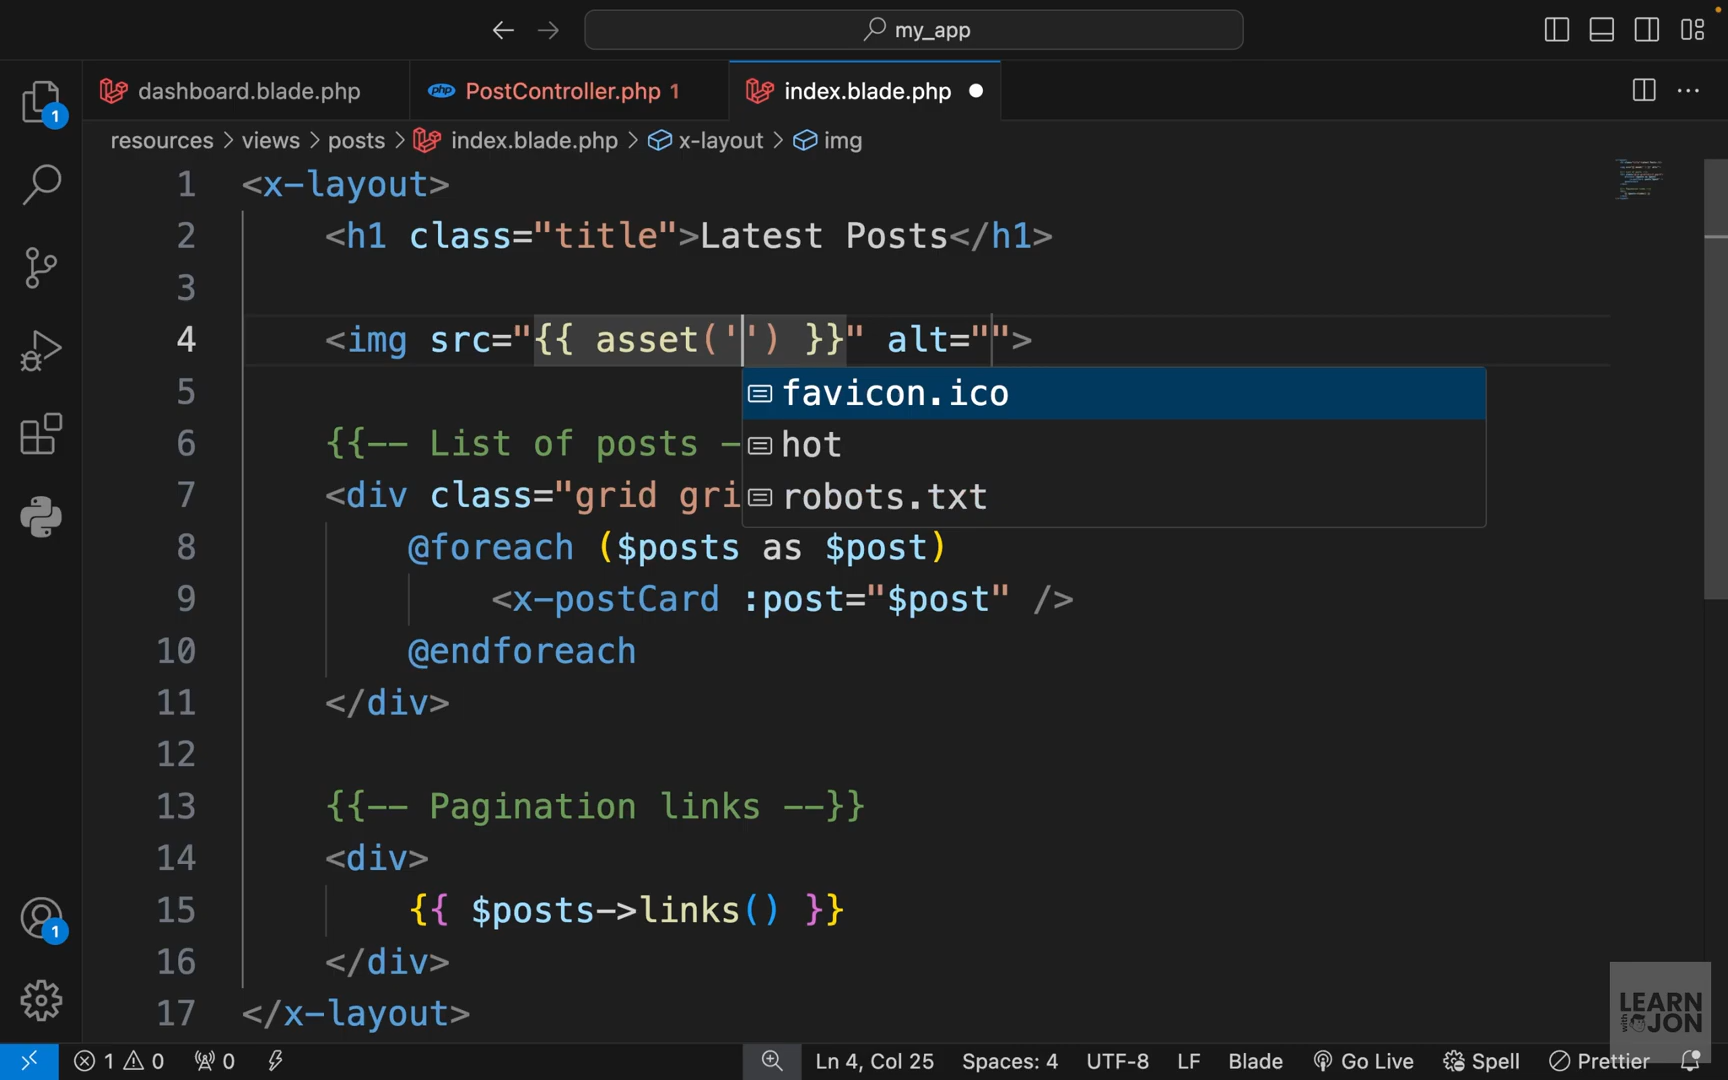 my_app
dashboard.blade.php
php PostController.php 1
index.blade.php
resources > views > posts > index.blade.php > x-layout > img
1 <x-layout>
2 <h1 class="title">Latest Posts</h1>
3
4 <img src="{{ asset('') }}" alt="">
favicon.ico
5
hot
6 {{-- List of posts -
robots.txt
7 <div class="grid gri
8 @foreach ($posts as $post)
9 <x-postCard :post="$post" />
10 @endforeach
11 </div>
12
13 {{-- Pagination links --}}
14 <div>
15 {{ $posts->links() }}
16 </div>
17 </x-layout>
1
1
LEARN
with JON
1 0 0 Ln 4, Col 25 Spaces: 4 UTF-8 LF Blade Go Live Spell Prettier